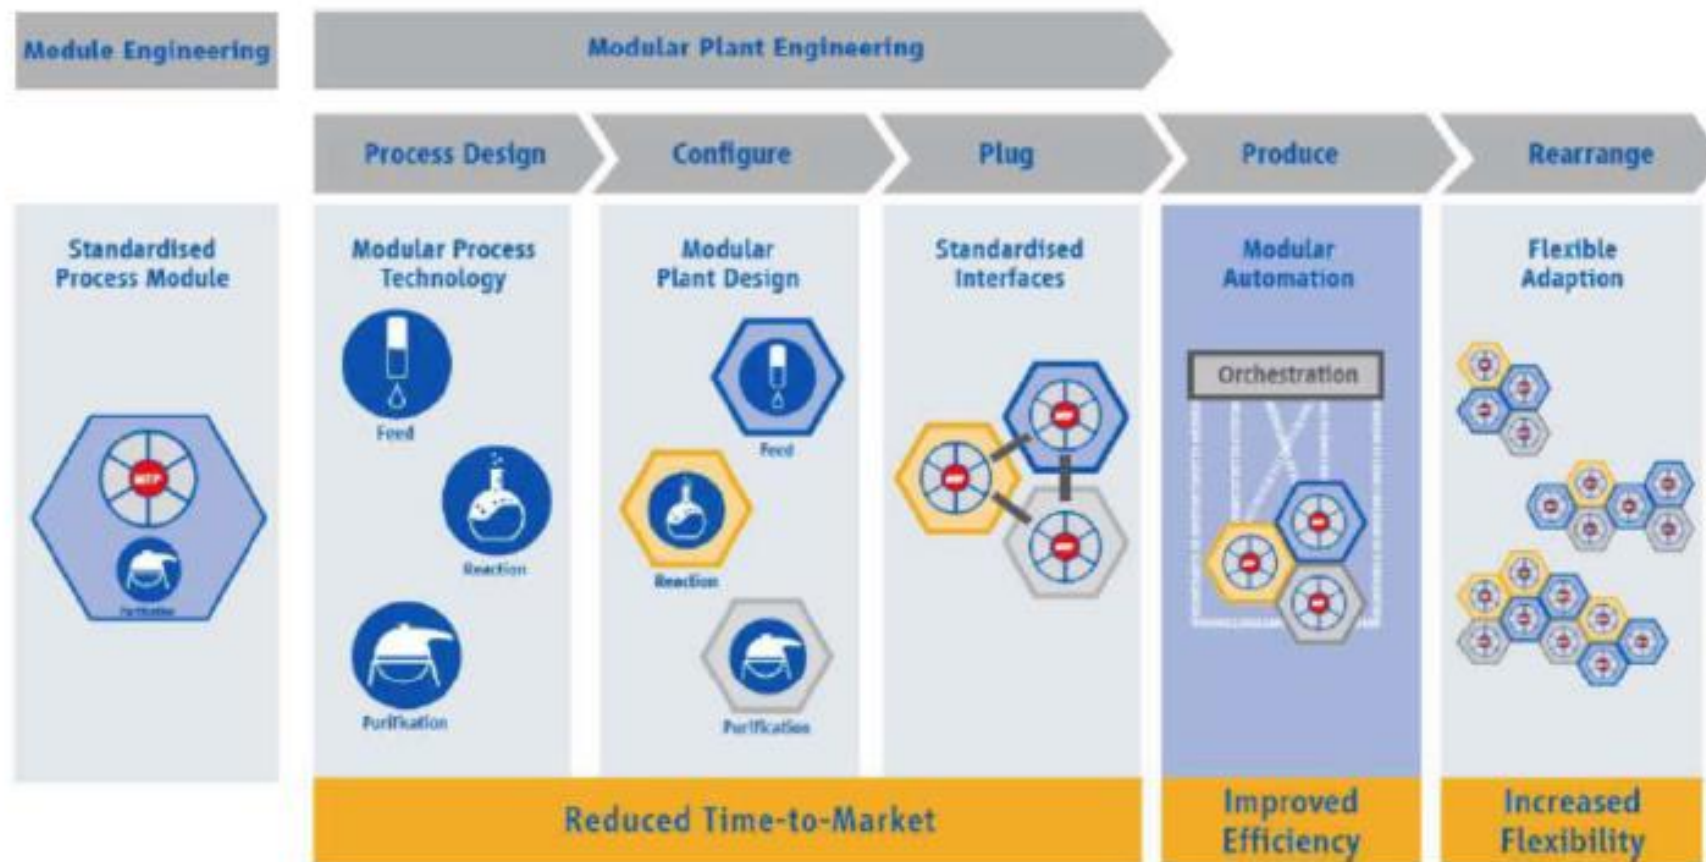 Module Engineering
Modular Plant Engineering
Process Design
Configure
Plug
Produce
Rearrange
Standardised
Process Module
MTP
Purification
Modular Process
Technology
Feed
Reaction
Purifikation
Modular
Plant Design
Feed
Reaction
Purification
Standardised
Interfaces
Modular
Automation
Orchestration
Flexible
Adaption
Reduced Time-to-Market
Improved
Efficiency
Increased
Flexibility